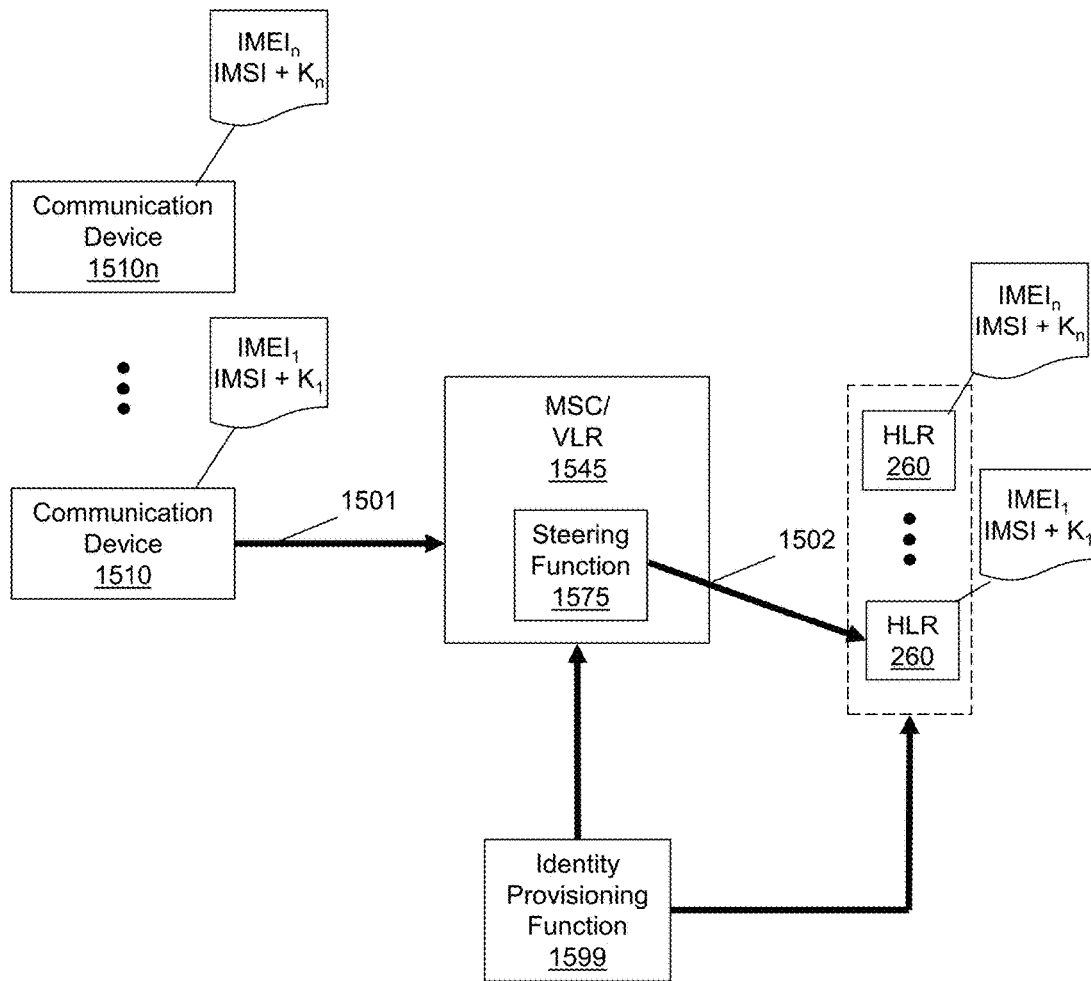 IMEIₙ
IMSI + Kₙ
Communication
Device
1510n
IMEI₁
IMSI + K₁
Communication
Device
1510
1501
MSC/
VLR
1545
Steering
Function
1575
1502
IMEIₙ
IMSI + Kₙ
HLR
260
IMEI₁
IMSI + K₁
HLR
260
Identity
Provisioning
Function
1599